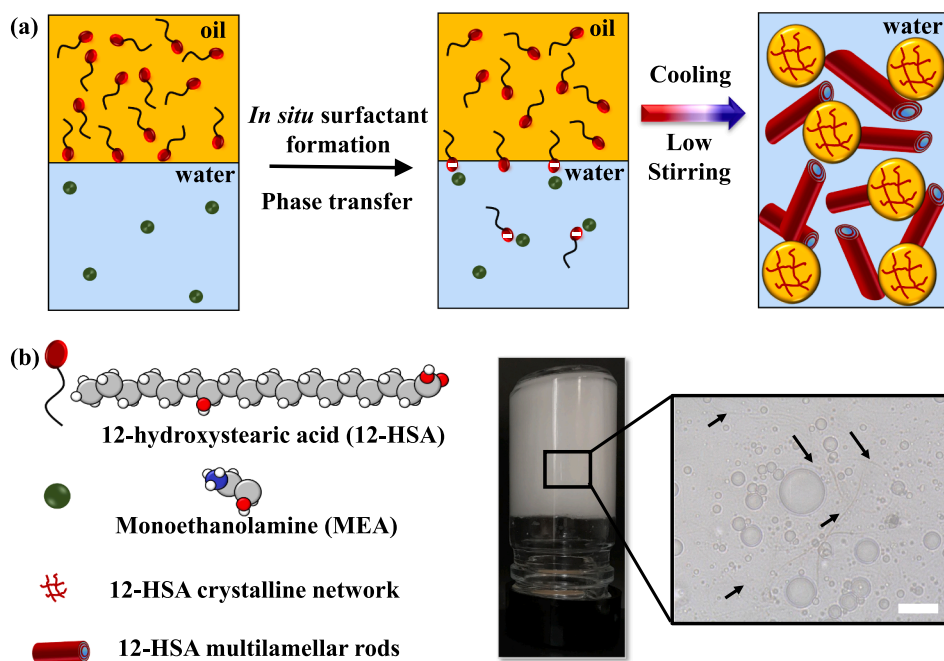 (a)
oil
water
In situ surfactant
formation
Phase transfer
oil
water
Cooling
Low
Stirring
water
(b)
12-hydroxystearic acid (12-HSA)
Monoethanolamine (MEA)
12-HSA crystalline network
12-HSA multilamellar rods